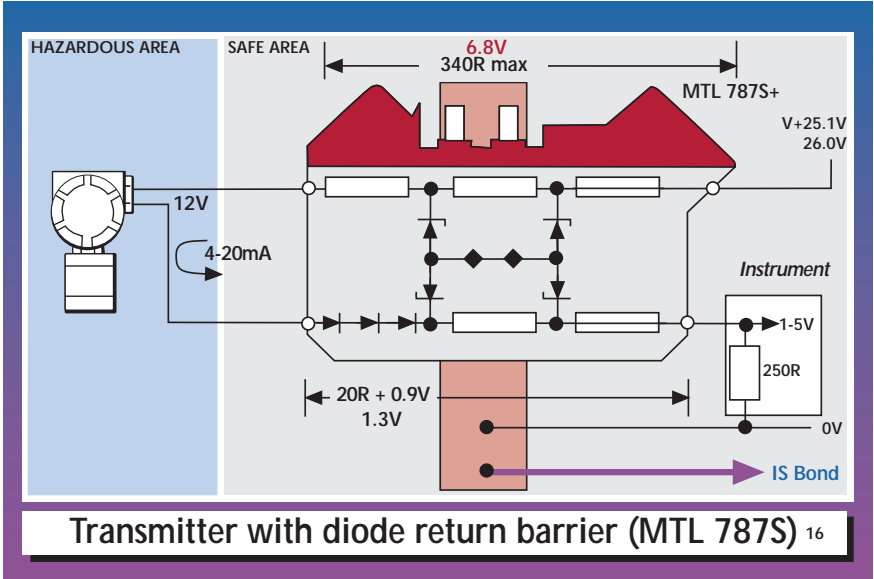 HAZARDOUS AREA
SAFE AREA
6.8V
340R max
MTL 787S+
V+25.1V
26.0V
12V
4-20mA
Instrument
1-5V
250R
20R + 0.9V
1.3V
0V
IS Bond
Transmitter with diode return barrier (MTL 787S) 16